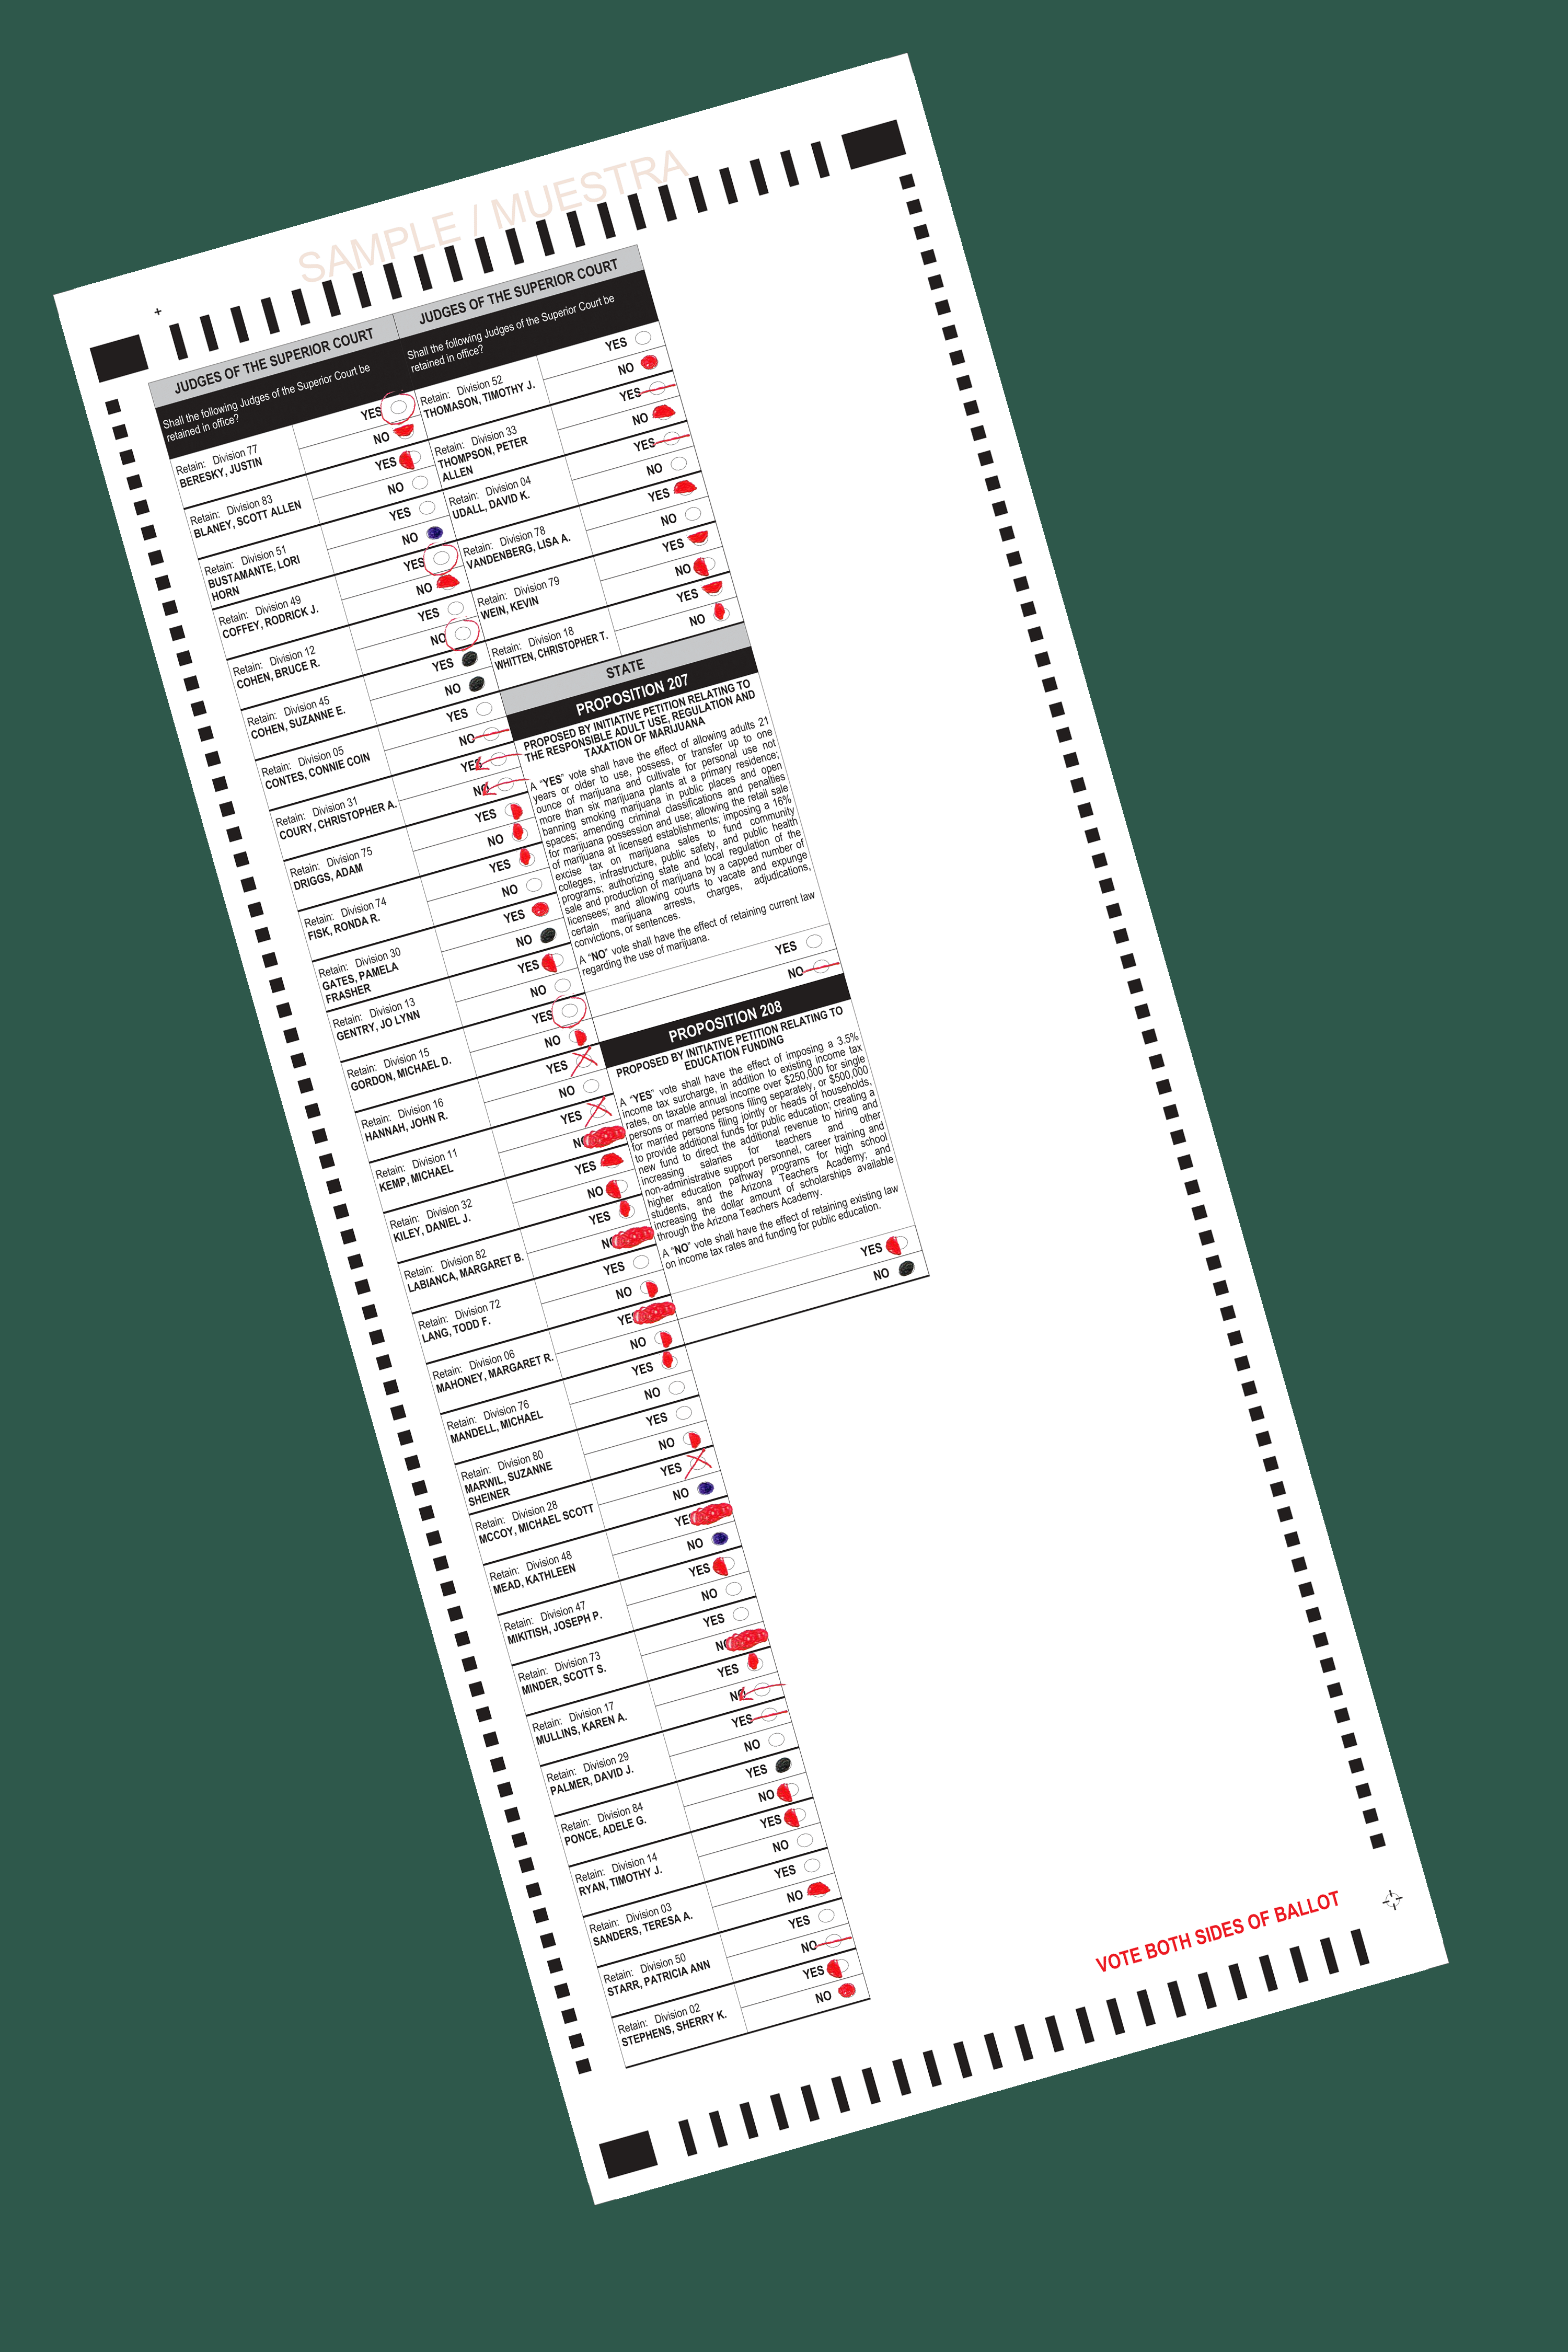 SAMPLE / MUESTRA
JUDGES OF THE SUPERIOR COURT
Shall the following Judges of the Superior Court be
retained in office?
Retain: Division 77
BERESKY, JUSTIN
YES
NO
Retain: Division 83
BLANEY, SCOTT ALLEN
YES
NO
Retain: Division 51
BUSTAMANTE, LORI
HORN
YES
NO
Retain: Division 49
COFFEY, RODRICK J.
YES
NO
Retain: Division 12
COHEN, BRUCE R.
YES
NO
Retain: Division 45
COHEN, SUZANNE E.
YES
NO
Retain: Division 05
CONTES, CONNIE COIN
YES
NO
Retain: Division 31
COURY, CHRISTOPHER A.
YES
NO
Retain: Division 75
DRIGGS, ADAM
YES
NO
Retain: Division 74
FISK, RONDA R.
YES
NO
Retain: Division 30
GATES, PAMELA
FRASHER
YES
NO
Retain: Division 13
GENTRY, JO LYNN
YES
NO
Retain: Division 15
GORDON, MICHAEL D.
YES
NO
Retain: Division 16
HANNAH, JOHN R.
YES
NO
Retain: Division 11
KEMP, MICHAEL
YES
NO
Retain: Division 32
KILEY, DANIEL J.
YES
NO
Retain: Division 82
LABIANCA, MARGARET B.
YES
NO
Retain: Division 72
LANG, TODD F.
YES
NO
Retain: Division 06
MAHONEY, MARGARET R.
YES
NO
Retain: Division 76
MANDELL, MICHAEL
YES
NO
Retain: Division 80
MARWIL, SUZANNE
SHEINER
YES
NO
Retain: Division 28
MCCOY, MICHAEL SCOTT
YES
NO
Retain: Division 48
MEAD, KATHLEEN
YES
NO
Retain: Division 47
MIKITISH, JOSEPH P.
YES
NO
Retain: Division 73
MINDER, SCOTT S.
YES
NO
Retain: Division 17
MULLINS, KAREN A.
YES
NO
Retain: Division 29
PALMER, DAVID J.
YES
NO
Retain: Division 84
PONCE, ADELE G.
YES
NO
Retain: Division 14
RYAN, TIMOTHY J.
YES
NO
Retain: Division 03
SANDERS, TERESA A.
YES
NO
Retain: Division 50
STARR, PATRICIA ANN
YES
NO
Retain: Division 02
STEPHENS, SHERRY K.
YES
NO
JUDGES OF THE SUPERIOR COURT
Shall the following Judges of the Superior Court be
retained in office?
Retain: Division 52
THOMASON, TIMOTHY J.
YES
NO
Retain: Division 33
THOMPSON, PETER
ALLEN
YES
NO
Retain: Division 04
UDALL, DAVID K.
YES
NO
Retain: Division 78
VANDENBERG, LISA A.
YES
NO
Retain: Division 79
WEIN, KEVIN
YES
NO
Retain: Division 18
WHITTEN, CHRISTOPHER T.
YES
NO
STATE
PROPOSITION 207
PROPOSED BY INITIATIVE PETITION RELATING TO
THE RESPONSIBLE ADULT USE, REGULATION AND
TAXATION OF MARIJUANA
A “YES” vote shall have the effect of allowing adults 21
years or older to use, possess, or transfer up to one
ounce of marijuana and cultivate for personal use not
more than six marijuana plants at a primary residence;
banning smoking marijuana in public places and open
spaces; amending criminal classifications and penalties
for marijuana possession and use; allowing the retail sale
of marijuana at licensed establishments; imposing a 16%
excise tax on marijuana sales to fund community
colleges, infrastructure, public safety, and public health
programs; authorizing state and local regulation of the
sale and production of marijuana by a capped number of
licensees; and allowing courts to vacate and expunge
certain marijuana arrests, charges, adjudications,
convictions, or sentences.
A “NO” vote shall have the effect of retaining current law
regarding the use of marijuana.
YES
NO
PROPOSITION 208
PROPOSED BY INITIATIVE PETITION RELATING TO
EDUCATION FUNDING
A “YES” vote shall have the effect of imposing a 3.5%
income tax surcharge, in addition to existing income tax
rates, on taxable annual income over $250,000 for single
persons or married persons filing separately, or $500,000
for married persons filing jointly or heads of households,
to provide additional funds for public education; creating a
new fund to direct the additional revenue to hiring and
increasing salaries for teachers and other
non-administrative support personnel, career training and
higher education pathway programs for high school
students, and the Arizona Teachers Academy; and
increasing the dollar amount of scholarships available
through the Arizona Teachers Academy.
A “NO” vote shall have the effect of retaining existing law
on income tax rates and funding for public education.
YES
NO
VOTE BOTH SIDES OF BALLOT